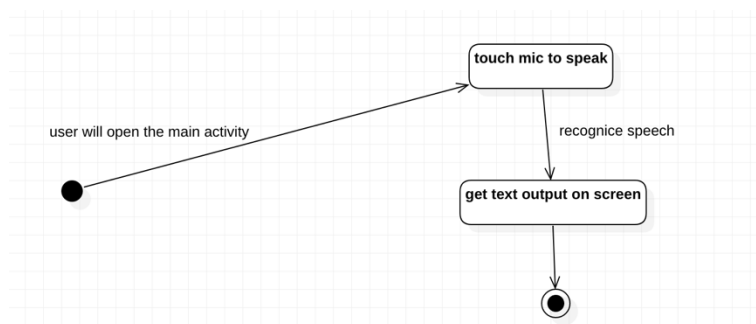 touch mic to speak
user will open the main activity
recognice speech
get text output on screen